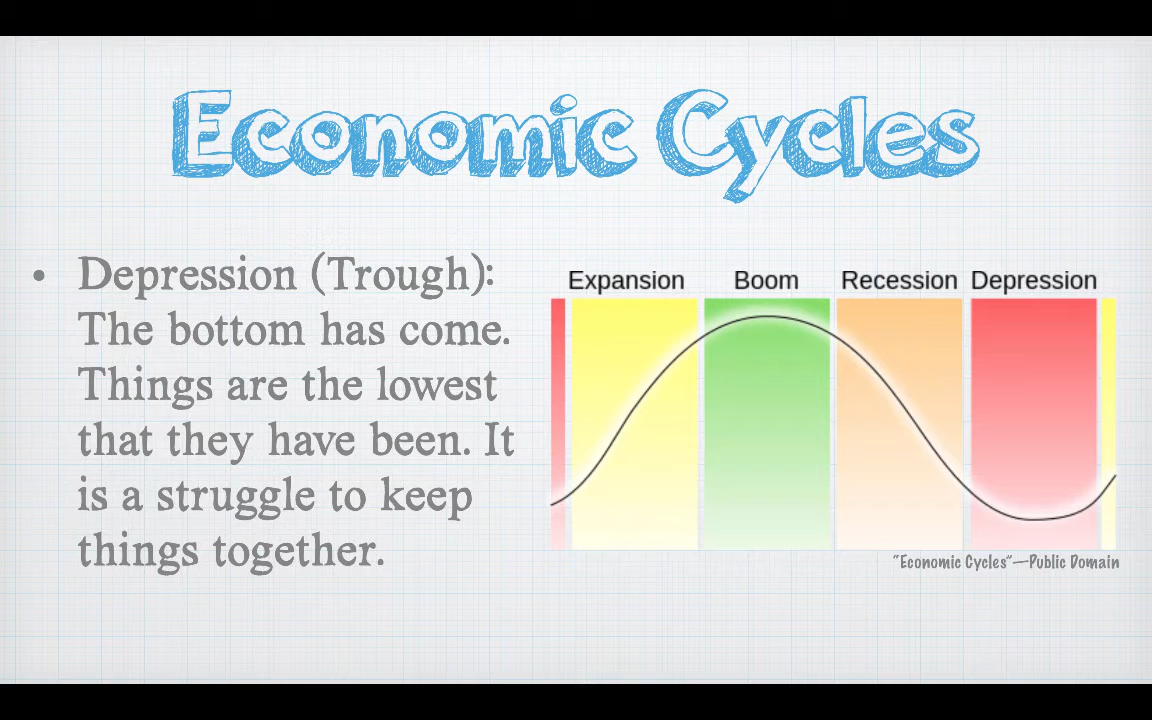 Economic Cycles
• Depression (Trough):
The bottom has come.
Things are the lowest
that they have been. It
is a struggle to keep
things together.
Expansion Boom Recession Depression
"Economic Cycles"—Public Domain